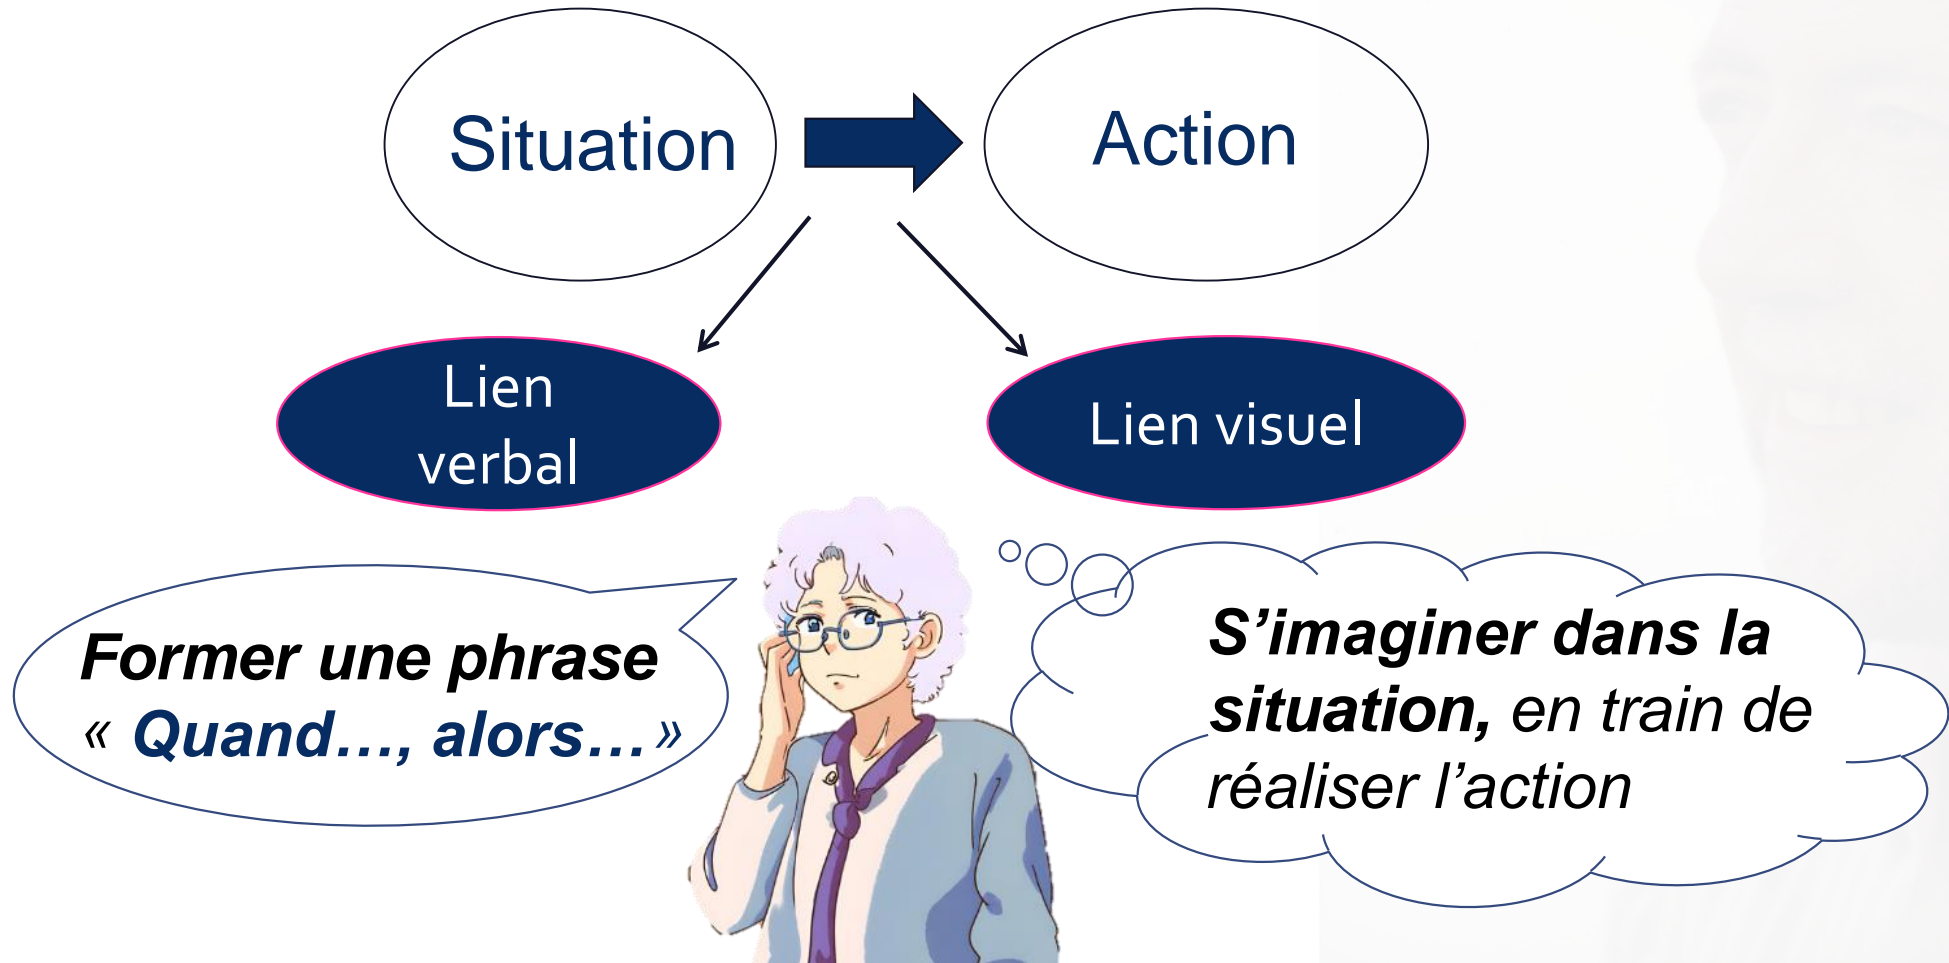 Situation
Action
Lien
verbal
Lien visuel
Former une phrase
« Quand…, alors…»
S’imaginer dans la
situation, en train de
réaliser l’action